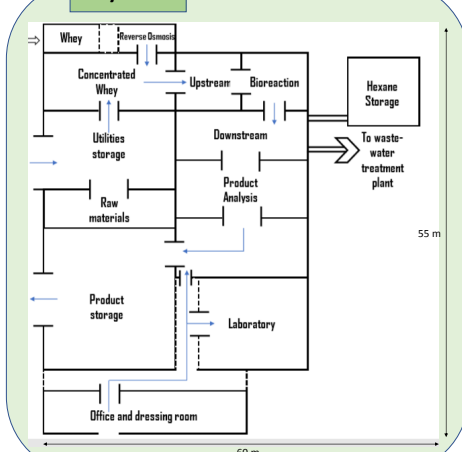 Whey
Reverse Osmosis
Concentrated
Whey
Upstream
Bioreaction
Hexane
Storage
Utilities
storage
Downstream
To waste-
water
treatment
plant
Product
Analysis
Raw
materials
55 m
Product
storage
Laboratory
Office and dressing room